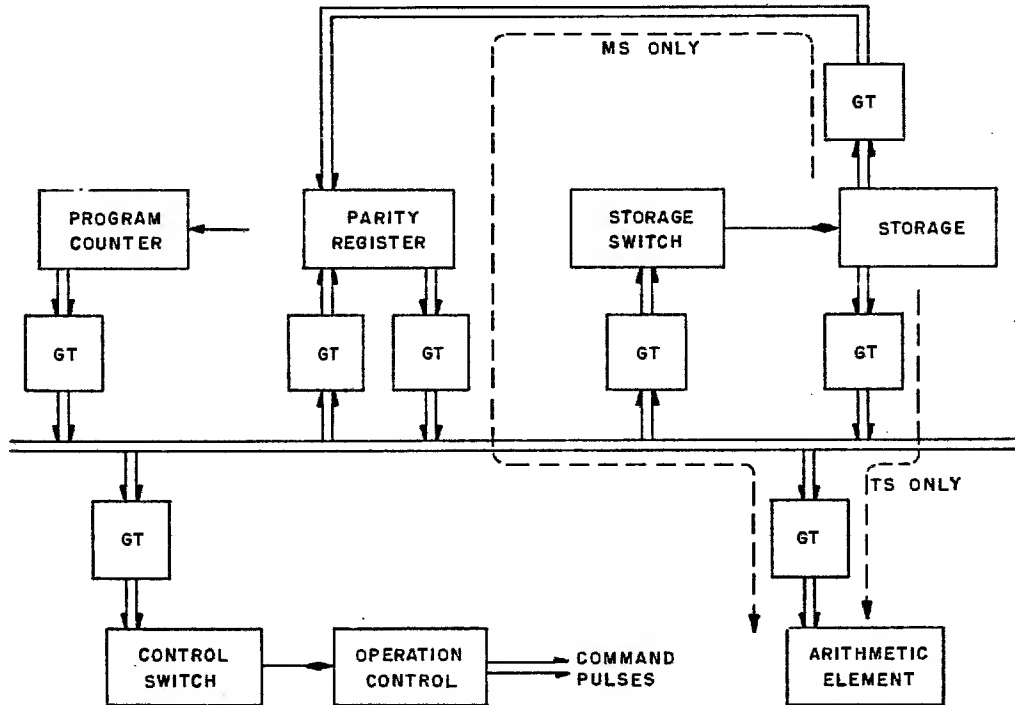 MS ONLY
GT
PROGRAM
COUNTER
PARITY
REGISTER
STORAGE
SWITCH
STORAGE
GT
GT
GT
GT
GT
TS ONLY
GT
GT
CONTROL
SWITCH
OPERATION
CONTROL
COMMAND
PULSES
ARITHMETIC
ELEMENT